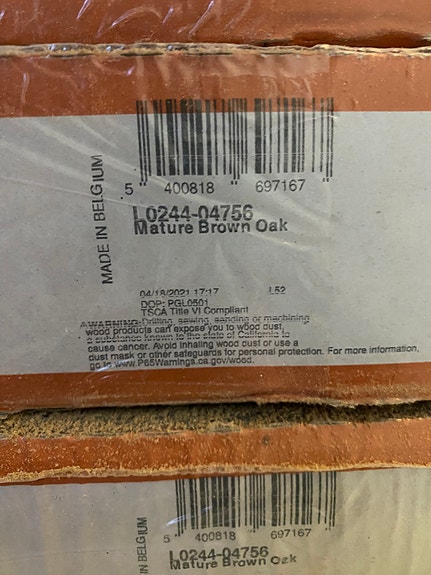 MADE IN BELGIUM
5 400818 697167
L0244-04756
Mature Brown Oak
04/18/2021 17:17 L52
DOP: PGL0501
TSCA Title VI Compliant
⚠WARNING: Drilling, sawing, sanding or machining
wood products can expose you to wood dust,
a substance known to the state of California to
cause cancer. Avoid inhaling wood dust or use a
dust mask or other safeguards for personal protection. For more information,
go to www.P65Warnings.ca.gov/wood.
IN BELGIUM
5 400818 697167
L0244-04756
Mature Brown Oak